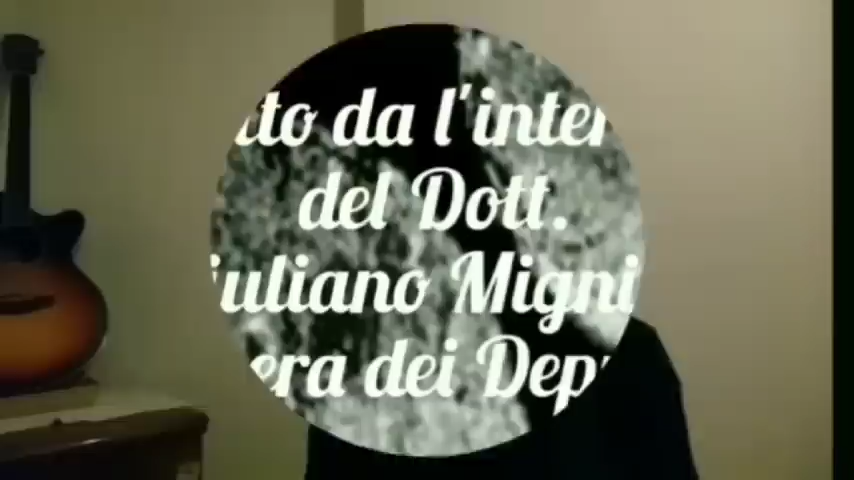 tto da l'inter
del Dott.
iuliano Migni
era dei Dep